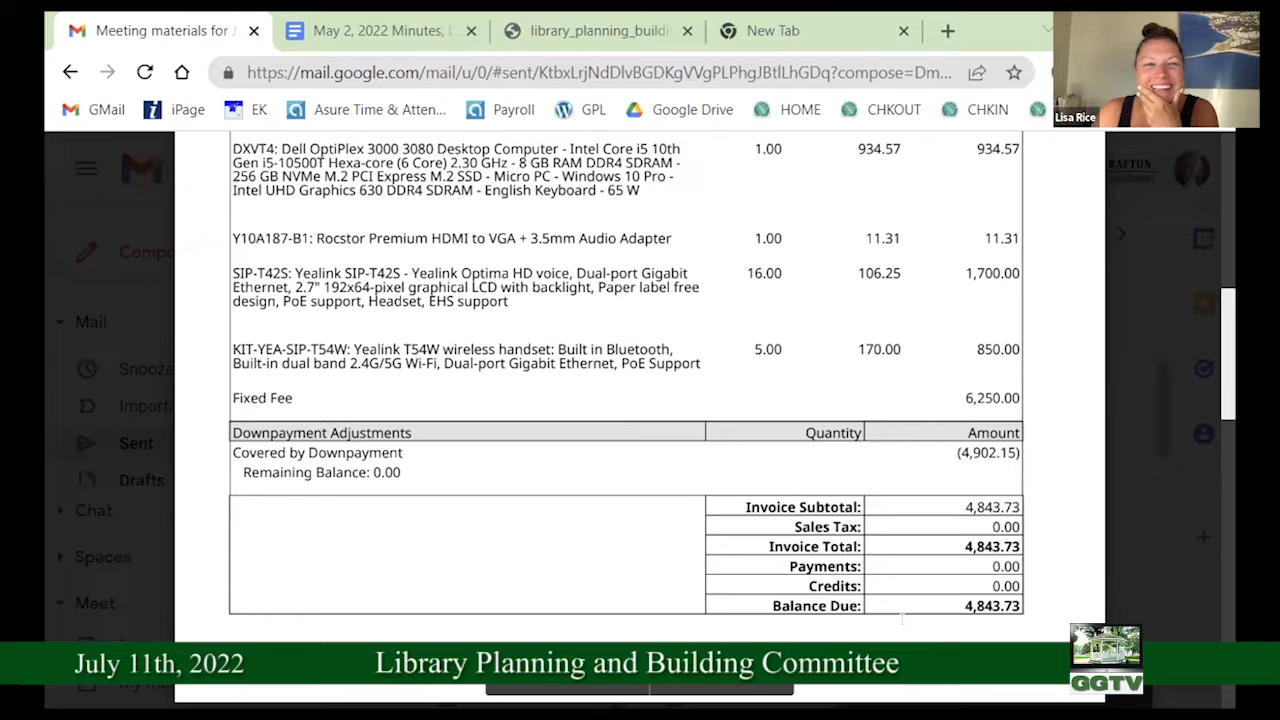 Meeting materials for J
May 2, 2022 Minutes, L
library_planning_buildi
New Tab
https://mail.google.com/mail/u/0/#sent/KtbxLrjNdDlvBGDKgVVgPLPhgJBtlLhGDq?compose=Dm...
GMail
iPage
EK
Asure Time & Atten...
Payroll
GPL
Google Drive
HOME
CHKOUT
CHKIN
Lisa Rice
DXVT4: Dell OptiPlex 3000 3080 Desktop Computer - Intel Core i5 10th 1.00 934.57 934.57
Gen i5-10500T Hexa-core (6 Core) 2.30 GHz - 8 GB RAM DDR4 SDRAM -
256 GB NVMe M.2 PCI Express M.2 SSD - Micro PC - Windows 10 Pro -
Intel UHD Graphics 630 DDR4 SDRAM - English Keyboard - 65 W
Y10A187-B1: Rocstor Premium HDMI to VGA + 3.5mm Audio Adapter 1.00 11.31 11.31
SIP-T42S: Yealink SIP-T42S - Yealink Optima HD voice, Dual-port Gigabit 16.00 106.25 1,700.00
Ethernet, 2.7" 192x64-pixel graphical LCD with backlight, Paper label free
design, PoE support, Headset, EHS support
KIT-YEA-SIP-T54W: Yealink T54W wireless handset: Built in Bluetooth, 5.00 170.00 850.00
Built-in dual band 2.4G/5G Wi-Fi, Dual-port Gigabit Ethernet, PoE Support
Fixed Fee 6,250.00
Downpayment Adjustments Quantity Amount
Covered by Downpayment (4,902.15)
Remaining Balance: 0.00
Invoice Subtotal: 4,843.73
Sales Tax: 0.00
Invoice Total: 4,843.73
Payments: 0.00
Credits: 0.00
Balance Due: 4,843.73
Compo
Mail
Snooze
Import
Sent
Drafts
Chat
Spaces
Meet
RAFTON
July 11th, 2022
Library Planning and Building Committee
GGTV